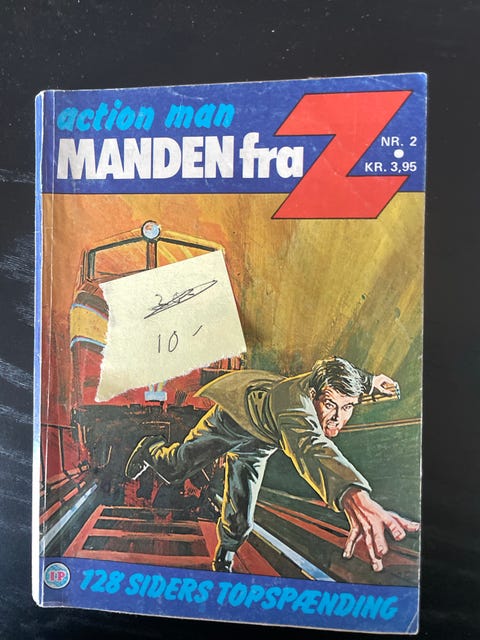 action man
MANDEN fra Z
NR. 2
KR. 3,95
10-
I·P
128 SIDERS TOPSPÆNDING